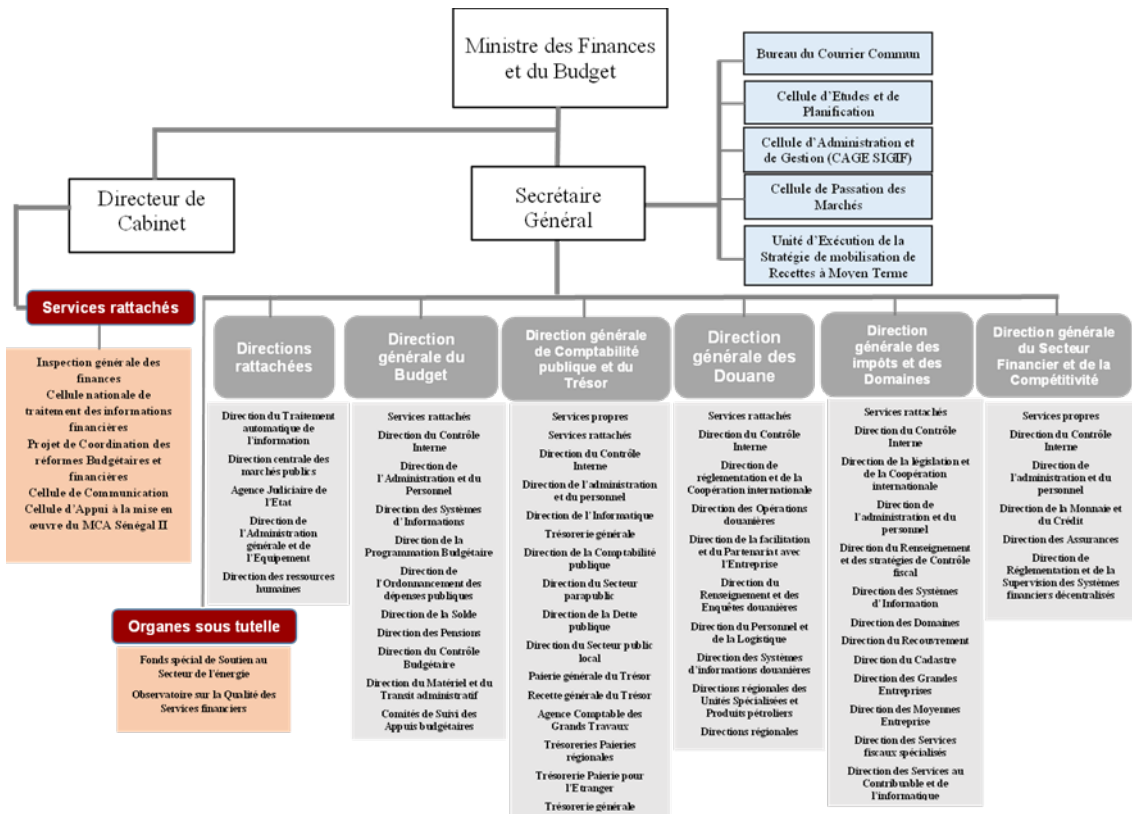 Ministre des Finances
et du Budget
Bureau du Courrier Commun
Cellule d'Etudes et de
Planification
Cellule d'Administration et
de Gestion (CAGE SIGIF)
Cellule de Passation des
Marchés
Unité d'Exécution de la
Stratégie de mobilisation de
Recettes à Moyen Terme
Directeur de
Cabinet
Secrétaire
Général
Services rattachés
Inspection générale des
finances
Cellule nationale de
traitement des informations
financières
Projet de Coordination des
réformes Budgétaires et
financières
Cellule de Communication
Cellule d'Appui à la mise en
œuvre du MCA Sénégal II
Organes sous tutelle
Fonds spécial de Soutien au
Secteur de l'énergie
Observatoire sur la Qualité des
Services financiers
Directions
rattachées
Direction du Traitement
automatique de
l'information
Direction centrale des
marchés publics
Agence Judiciaire de
l'Etat
Direction de
l'Administration
générale et de
l'Equipement
Direction des ressources
humaines
Direction
générale du
Budget
Services rattachés
Direction du Contrôle
Interne
Direction de
l'Administration et du
Personnel
Direction des Systèmes
d'Informations
Direction de la
Programmation Budgétaire
Direction de
l'Ordonnancement des
dépenses publiques
Direction de la Solde
Direction des Pensions
Direction du Contrôle
Budgétaire
Direction du Matériel et du
Transit administratif
Comités de Suivi des
Appuis budgétaires
Direction générale
de Comptabilité
publique et du
Trésor
Services propres
Services rattachés
Direction du Contrôle
Interne
Direction de l'administration
et du personnel
Direction de l'Informatique
Trésorerie générale
Direction de la Comptabilité
publique
Direction du Secteur
parapublic
Direction de la Dette
publique
Direction du Secteur public
local
Paierie générale du Trésor
Recette générale du Trésor
Agence Comptable des
Grands Travaux
Trésoreries Paieries
régionales
Trésorerie Paierie pour
l'Etranger
Trésorerie générale
Direction
générale des
Douane
Services rattachés
Direction du Contrôle
Interne
Direction de
réglementation et de la
Coopération internationale
Direction des Opérations
douanières
Direction de la facilitation
et du Partenariat avec
l'Entreprise
Direction du
Renseignement et des
Enquêtes douanières
Direction du Personnel et
de la Logistique
Direction des Systèmes
d'informations douanières
Directions régionales des
Unités Spécialisées et
Produits pétroliers
Directions régionales
Direction
générale des
impôts et des
Domaines
Services rattachés
Direction du Contrôle
Interne
Direction de la législation et
de la Coopération
internationale
Direction de
l'administration et du
personnel
Direction du Renseignement
et des stratégies de Contrôle
fiscal
Direction des Systèmes
d'Information
Direction des Domaines
Direction du Recouvrement
Direction du Cadastre
Direction des Grandes
Entreprises
Direction des Moyennes
Entreprise
Direction des Services
fiscaux spécialisés
Direction des Services au
Contribuable et de
l'informatique
Direction générale
du Secteur
Financier et de la
Compétitivité
Services propres
Direction du Contrôle
Interne
Direction de
l'administration et du
personnel
Direction de la Monnaie et
du Crédit
Direction des Assurances
Direction de
Réglementation et de la
Supervision des Systèmes
financiers décentralisés